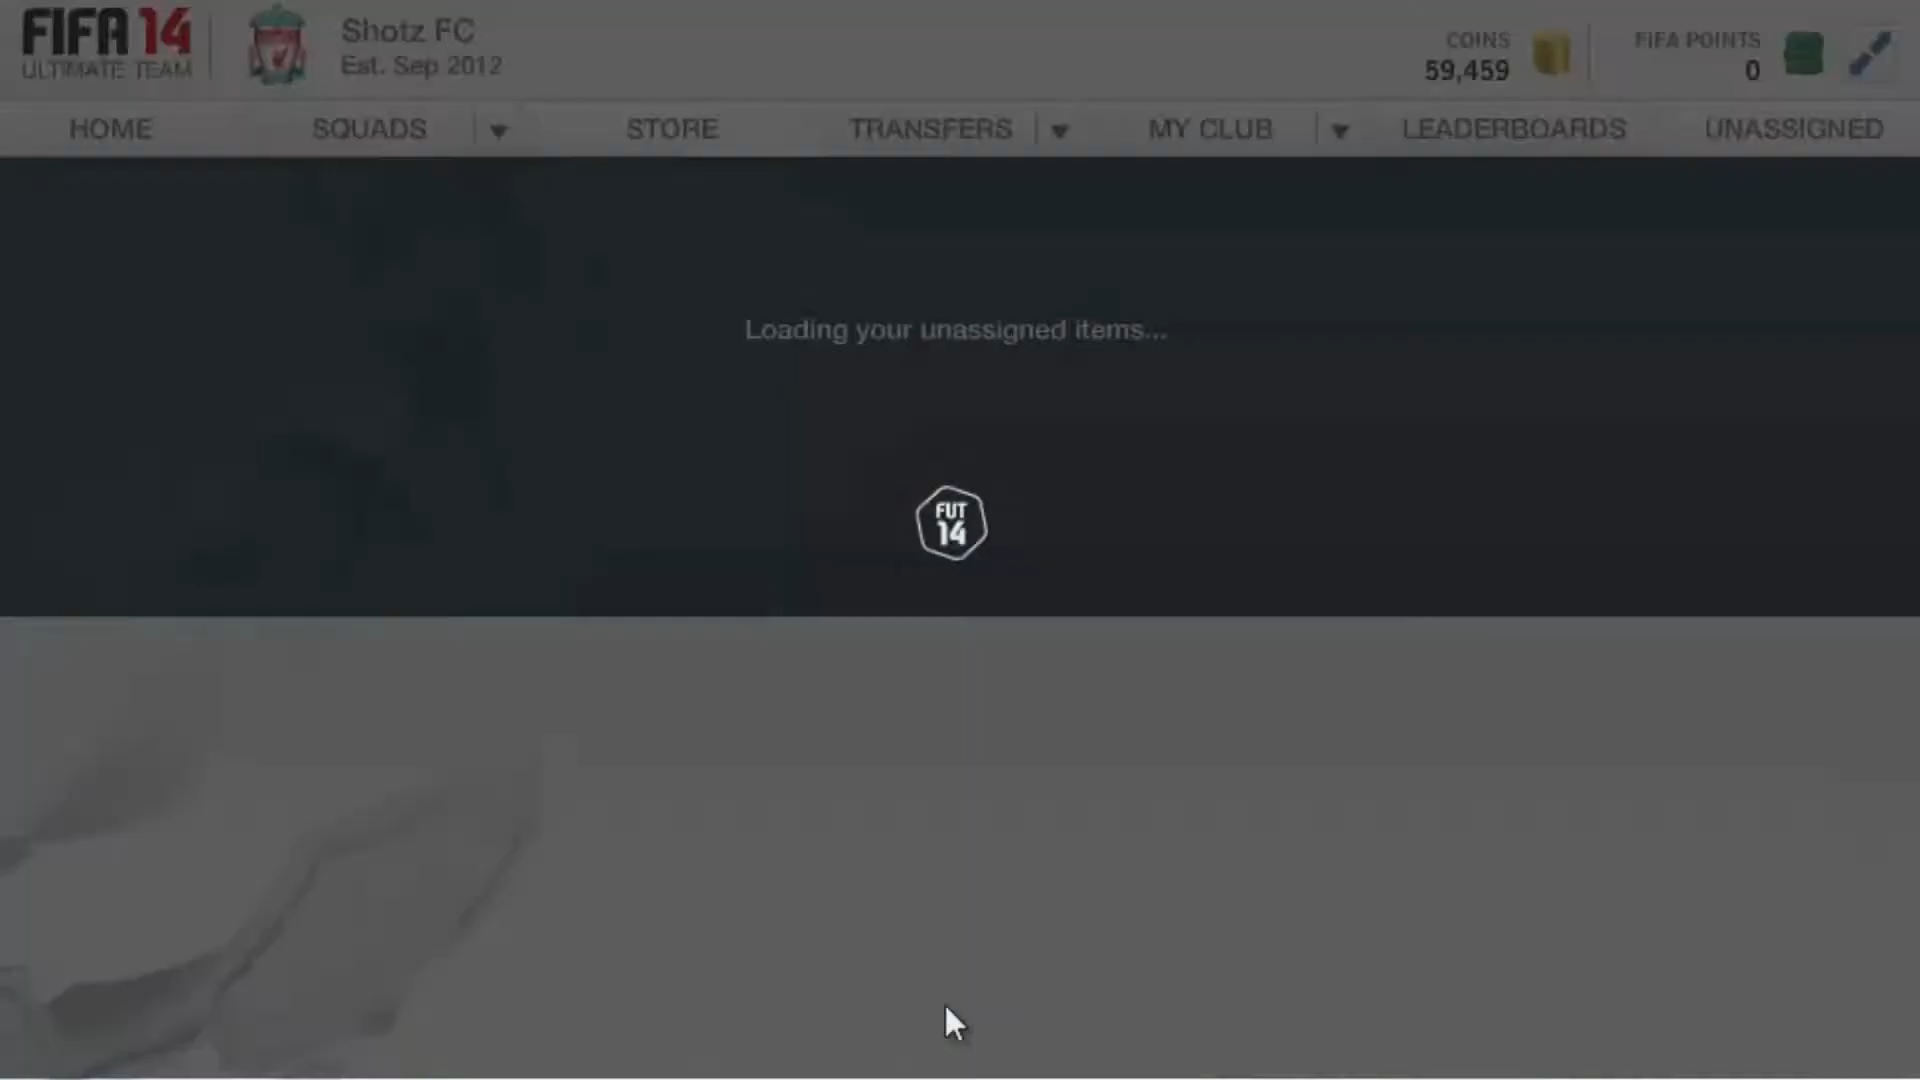 FIFA 14
ULTIMATE TEAM
Shotz FC
Est. Sep 2012
COINS
59,459
FIFA POINTS
0
HOME
SQUADS
STORE
TRANSFERS
MY CLUB
LEADERBOARDS
UNASSIGNED
Loading your unassigned items...
FUT
14